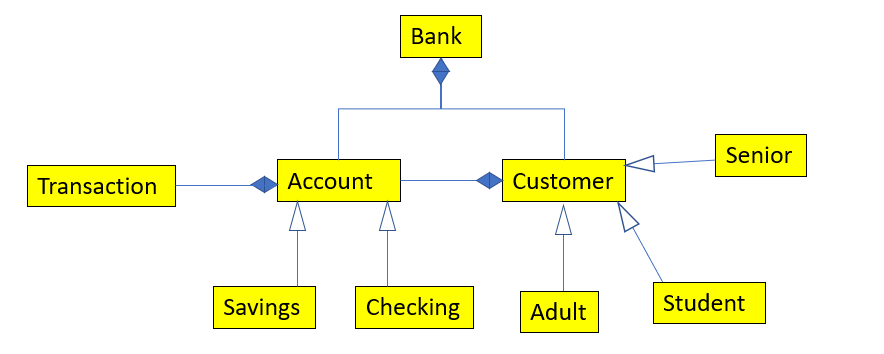 Bank
Senior
Transaction
Account
Customer
Savings
Checking
Adult
Student